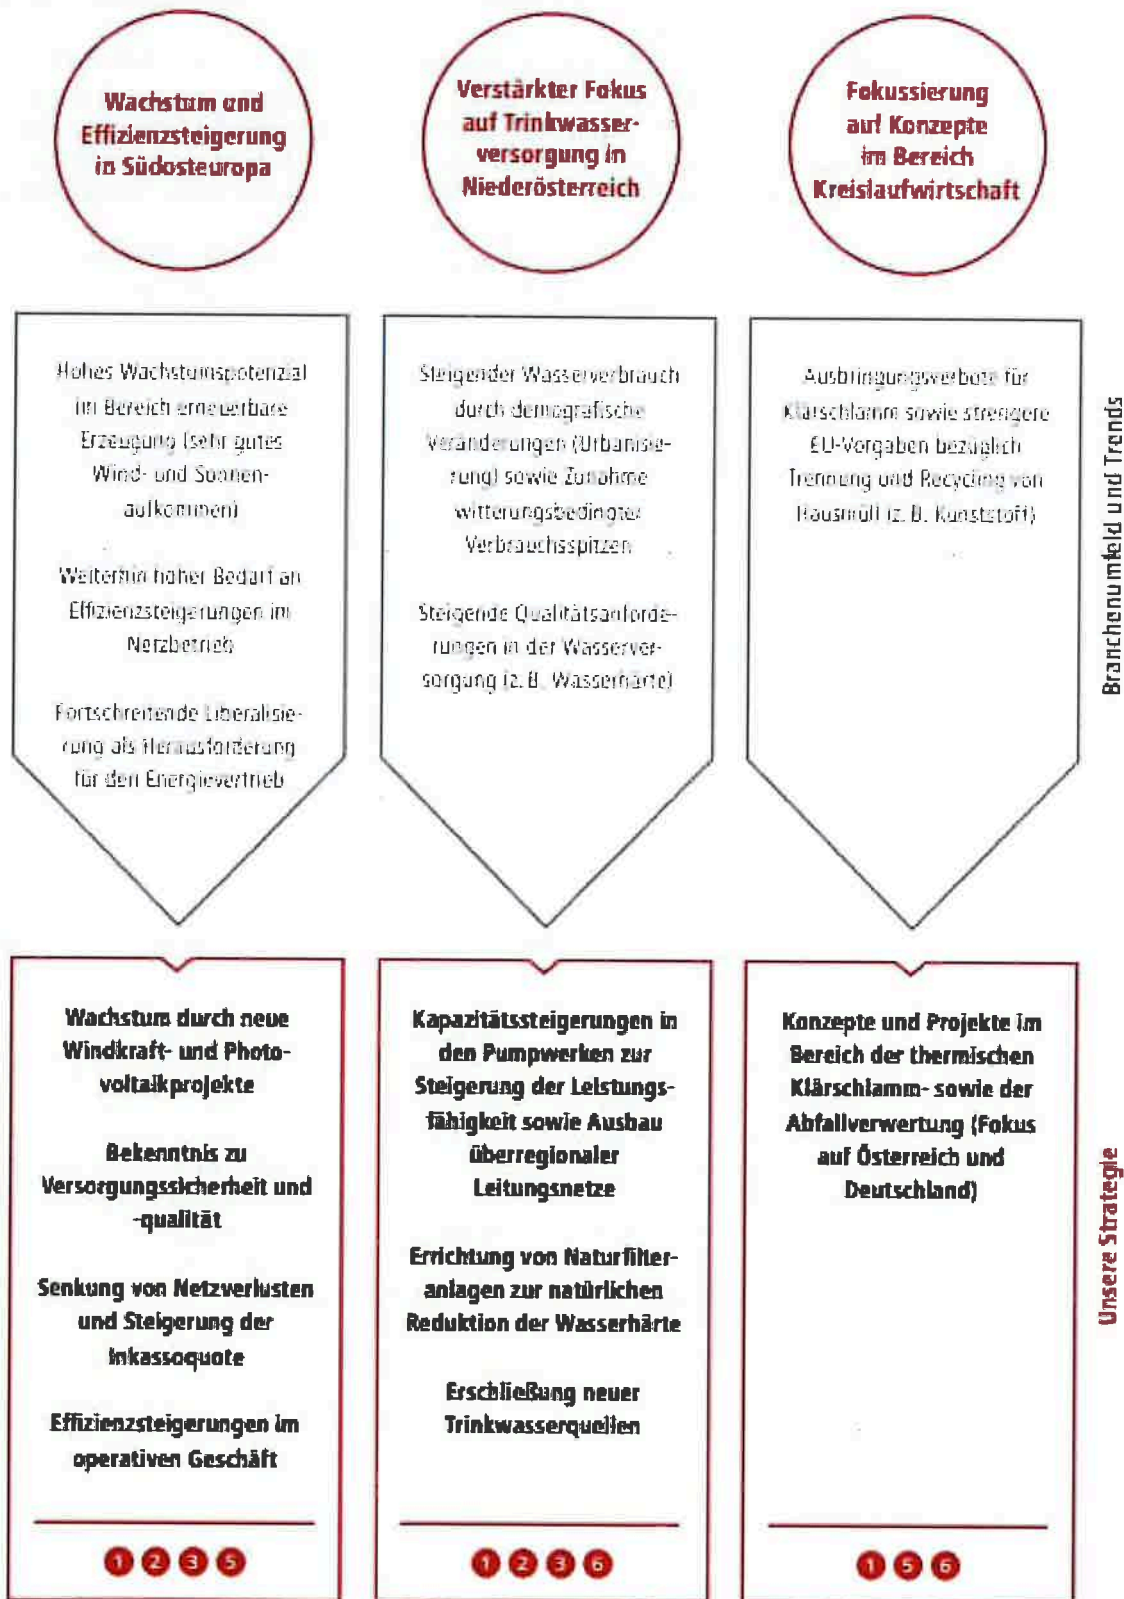 Wachstum und
Effizienzsteigerung
in Südosteuropa
Verstärkter Fokus
auf Trinkwasser-
versorgung in
Niederösterreich
Fokussierung
auf Konzepte
im Bereich
Kreislaufwirtschaft
Hohes Wachstumspotenzial
im Bereich erneuerbare
Erzeugung (sehr gutes
Wind- und Sonnen-
aufkommen)
Weiterhin hoher Bedarf an
Effizienzsteigerungen im
Netzbetrieb
Fortschreitende Liberalisie-
rung als Herausforderung
für den Energievertrieb
Steigender Wasserverbrauch
durch demografische
Veränderungen (Urbanisie-
rung) sowie Zunahme
witterungsbedingter
Verbrauchsspitzen
Steigende Qualitätsanforde-
rungen in der Wasserver-
sorgung (z. B. Wasserhärte)
Ausbringungsverbote für
Klärschlamm sowie strengere
EU-Vorgaben bezüglich
Trennung und Recycling von
Hausmüll (z. B. Kunststoff)
Branchenumfeld und Trends
Wachstum durch neue
Windkraft- und Photo-
voltaikprojekte
Bekenntnis zu
Versorgungssicherheit und
-qualität
Senkung von Netzverlusten
und Steigerung der
Inkassoquote
Effizienzsteigerungen im
operativen Geschäft
1 2 3 5
Kapazitätssteigerungen in
den Pumpwerken zur
Steigerung der Leistungs-
fähigkeit sowie Ausbau
überregionaler
Leitungsnetze
Errichtung von Naturfilter-
anlagen zur natürlichen
Reduktion der Wasserhärte
Erschließung neuer
Trinkwasserquellen
1 2 3 6
Konzepte und Projekte im
Bereich der thermischen
Klärschlamm- sowie der
Abfallverwertung (Fokus
auf Österreich und
Deutschland)
1 5 6
Unsere Strategie